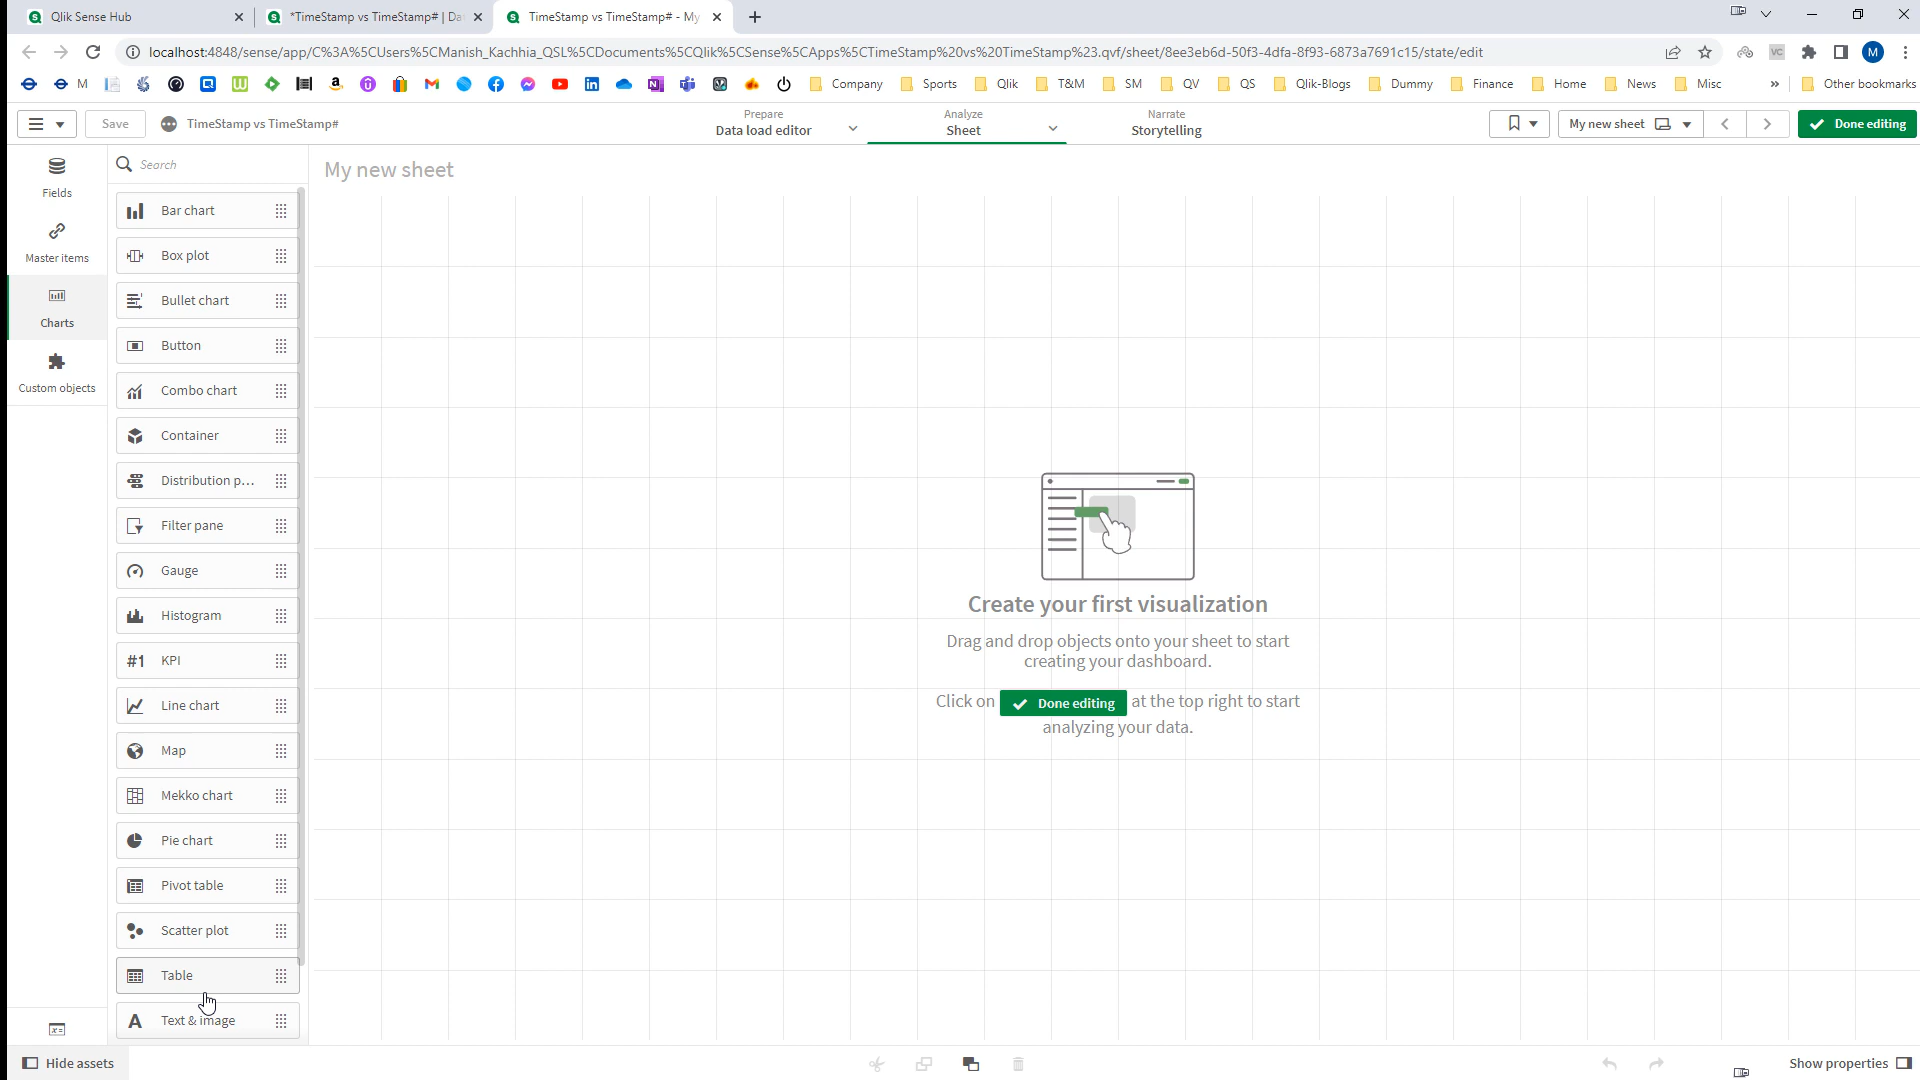 Qlik Sense Hub
*TimeStamp vs TimeStamp# | Da
TimeStamp vs TimeStamp# - My
localhost:4848/sense/app/C%3A%5CUsers%5CManish_Kachhia_QSL%5CDocuments%5CQlik%5CSense%5CApps%5CTimeStamp%20vs%20TimeStamp%23.qvf/sheet/8ee3eb6d-50f3-4dfa-8f93-6873a7691c15/state/edit
VC
M
M
Company
Sports
Qlik
T&M
SM
QV
QS
Qlik-Blogs
Dummy
Finance
Home
News
Misc
»
Other bookmarks
Save
TimeStamp vs TimeStamp#
Prepare
Data load editor
Analyze
Sheet
Narrate
Storytelling
My new sheet
Done editing
Fields
Master items
Charts
Custom objects
Search
Bar chart
Box plot
Bullet chart
Button
Combo chart
Container
Distribution p...
Filter pane
Gauge
Histogram
#1 KPI
Line chart
Map
Mekko chart
Pie chart
Pivot table
Scatter plot
Table
A Text & image
My new sheet
Create your first visualization
Drag and drop objects onto your sheet to start
creating your dashboard.
Click on Done editing at the top right to start
analyzing your data.
Hide assets
Show properties